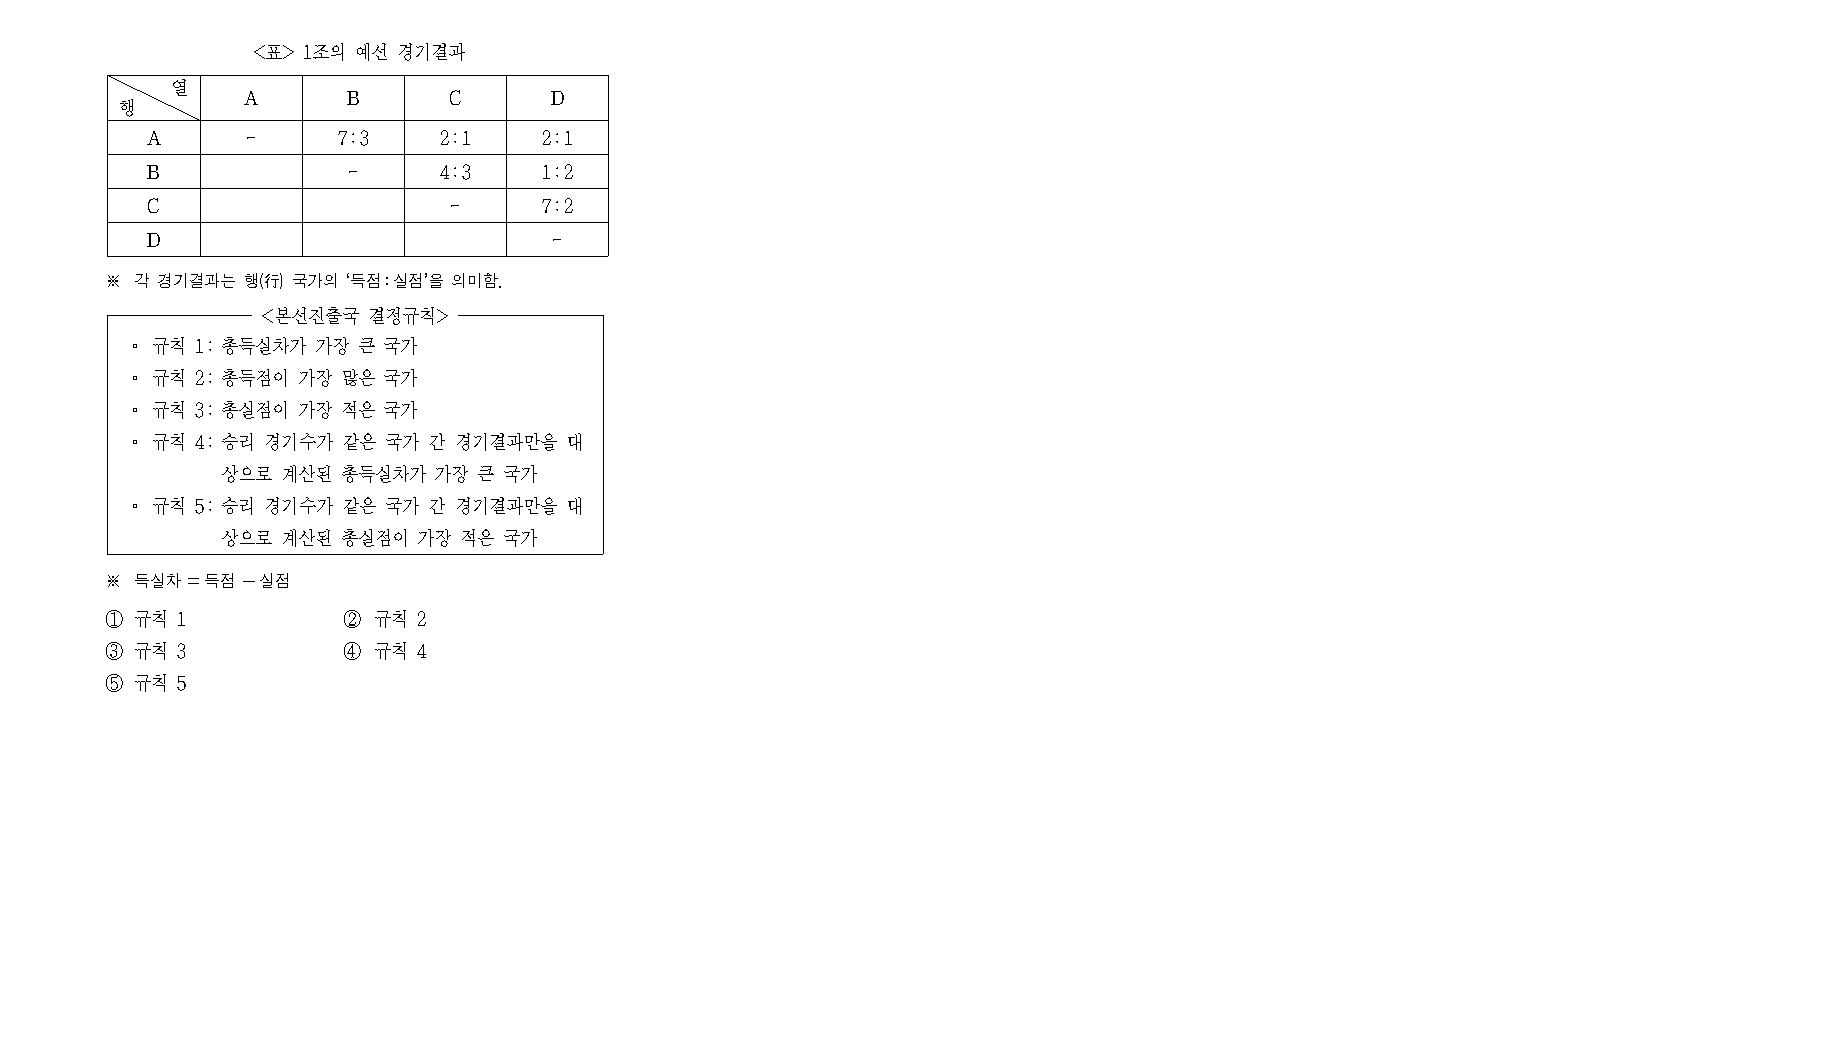 <표> 1조의 예선 경기결과
열
행
A B C D
A - 7:3 2:1 2:1
B - 4:3 1:2
C - 7:2
D -
※ 각 경기결과는 행(行) 국가의 ‘득점:실점’을 의미함.
<본선진출국 결정규칙>
▫ 규칙 1: 총득실차가 가장 큰 국가
▫ 규칙 2: 총득점이 가장 많은 국가
▫ 규칙 3: 총실점이 가장 적은 국가
▫ 규칙 4: 승리 경기수가 같은 국가 간 경기결과만을 대
상으로 계산된 총득실차가 가장 큰 국가
▫ 규칙 5: 승리 경기수가 같은 국가 간 경기결과만을 대
상으로 계산된 총실점이 가장 적은 국가
※ 득실차 = 득점 − 실점
① 규칙 1 ② 규칙 2
③ 규칙 3 ④ 규칙 4
⑤ 규칙 5